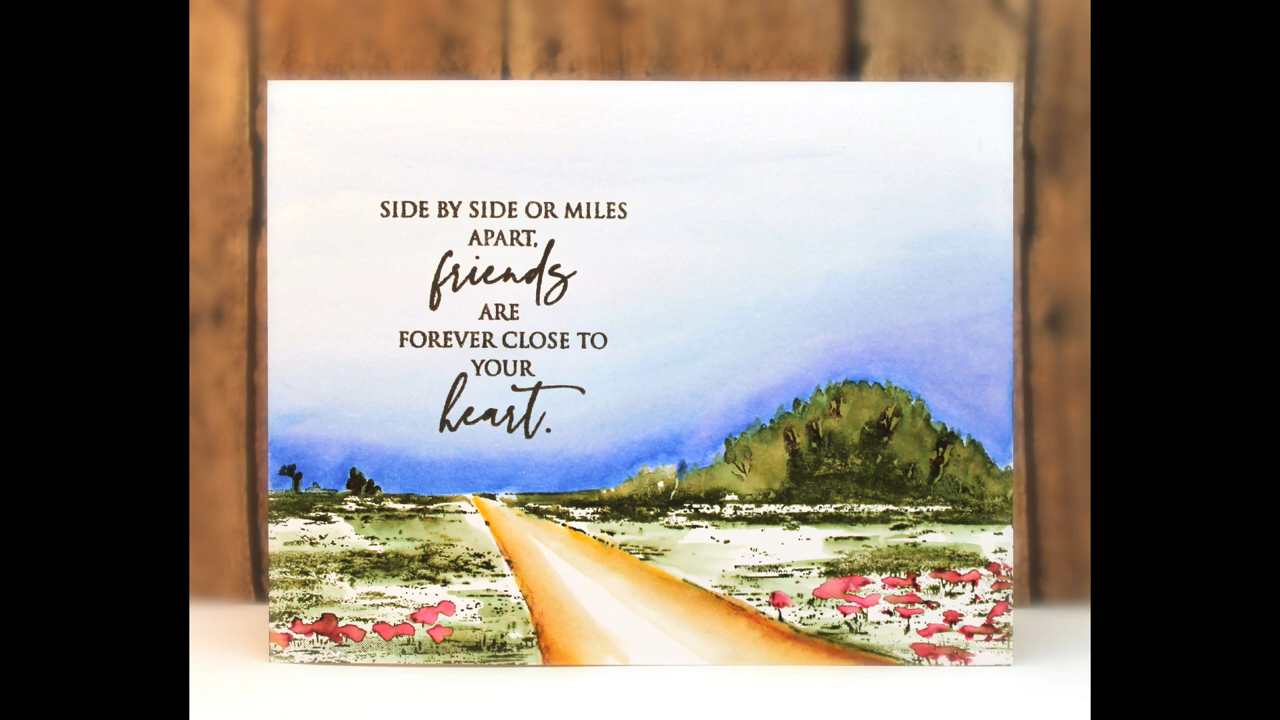 SIDE BY SIDE OR MILES
APART,
friends
ARE
FOREVER CLOSE TO
YOUR
heart.